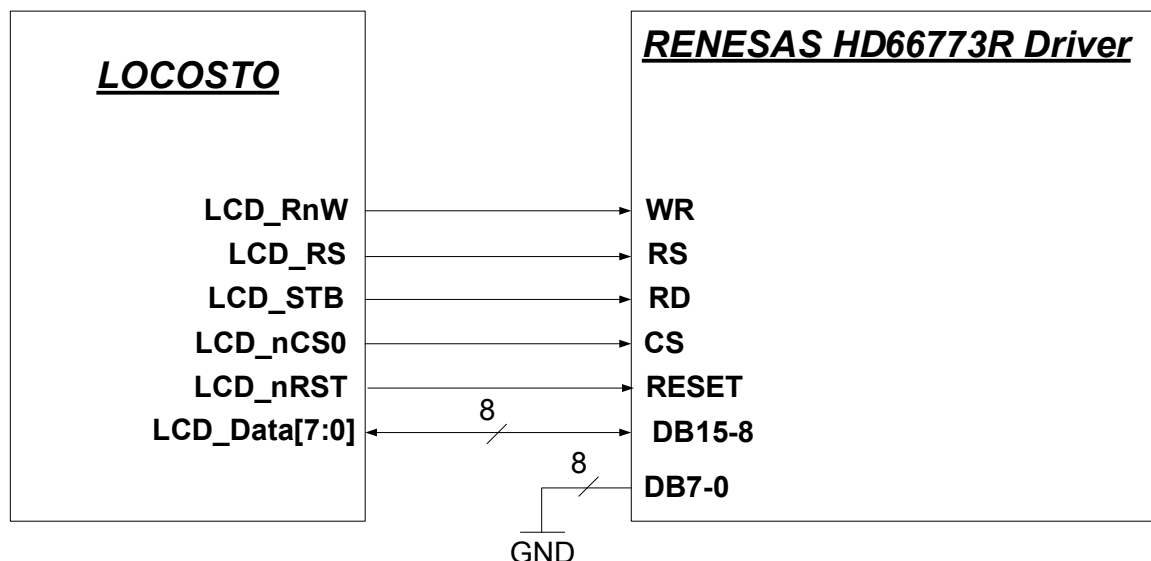 LOCOSTO
RENESAS HD66773R Driver
LCD_RnW
WR
LCD_RS
RS
LCD_STB
RD
LCD_nCS0
CS
LCD_nRST
RESET
8
LCD_Data[7:0]
DB15-8
8
DB7-0
GND